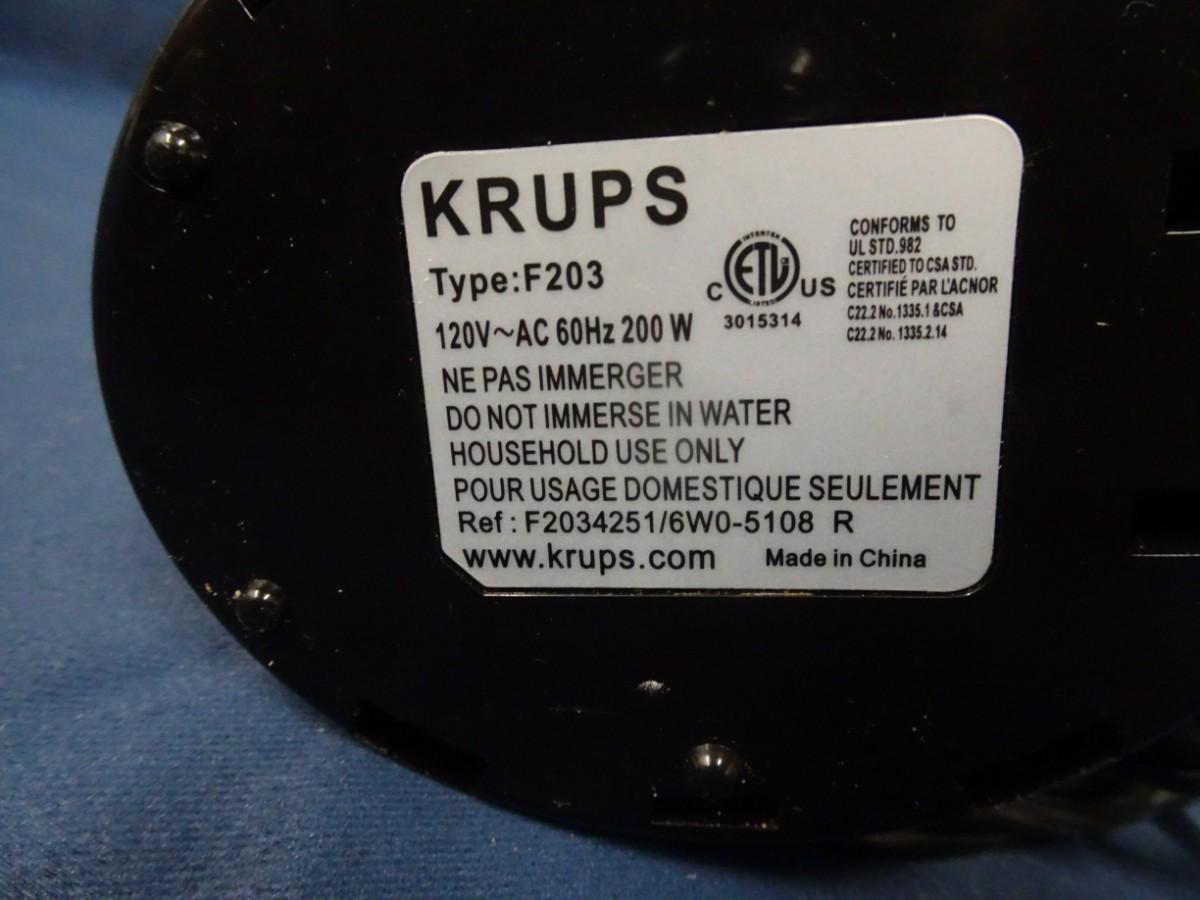 KRUPS
Type:F203
120V~AC 60Hz 200 W
INTERTEK
ETL
LISTED
C US
3015314
CONFORMS TO
UL STD.982
CERTIFIED TO CSA STD.
CERTIFIÉ PAR L'ACNOR
C22.2 No.1335.1 &CSA
C22.2 No. 1335.2.14
NE PAS IMMERGER
DO NOT IMMERSE IN WATER
HOUSEHOLD USE ONLY
POUR USAGE DOMESTIQUE SEULEMENT
Ref : F2034251/6W0-5108 R
www.krups.com Made in China